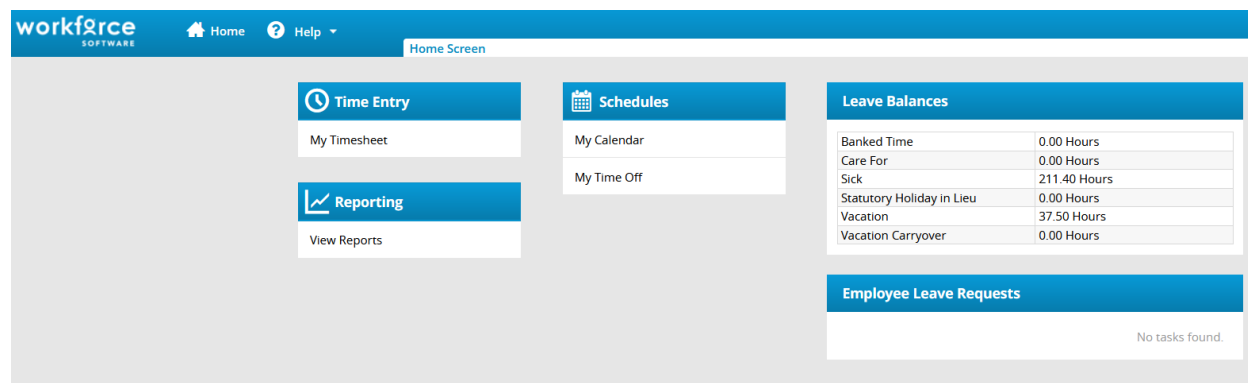 workforce
SOFTWARE
Home
Help
Home Screen
Time Entry
My Timesheet
Reporting
View Reports
Schedules
My Calendar
My Time Off
Leave Balances
Banked Time 0.00 Hours
Care For 0.00 Hours
Sick 211.40 Hours
Statutory Holiday in Lieu 0.00 Hours
Vacation 37.50 Hours
Vacation Carryover 0.00 Hours
Employee Leave Requests
No tasks found.